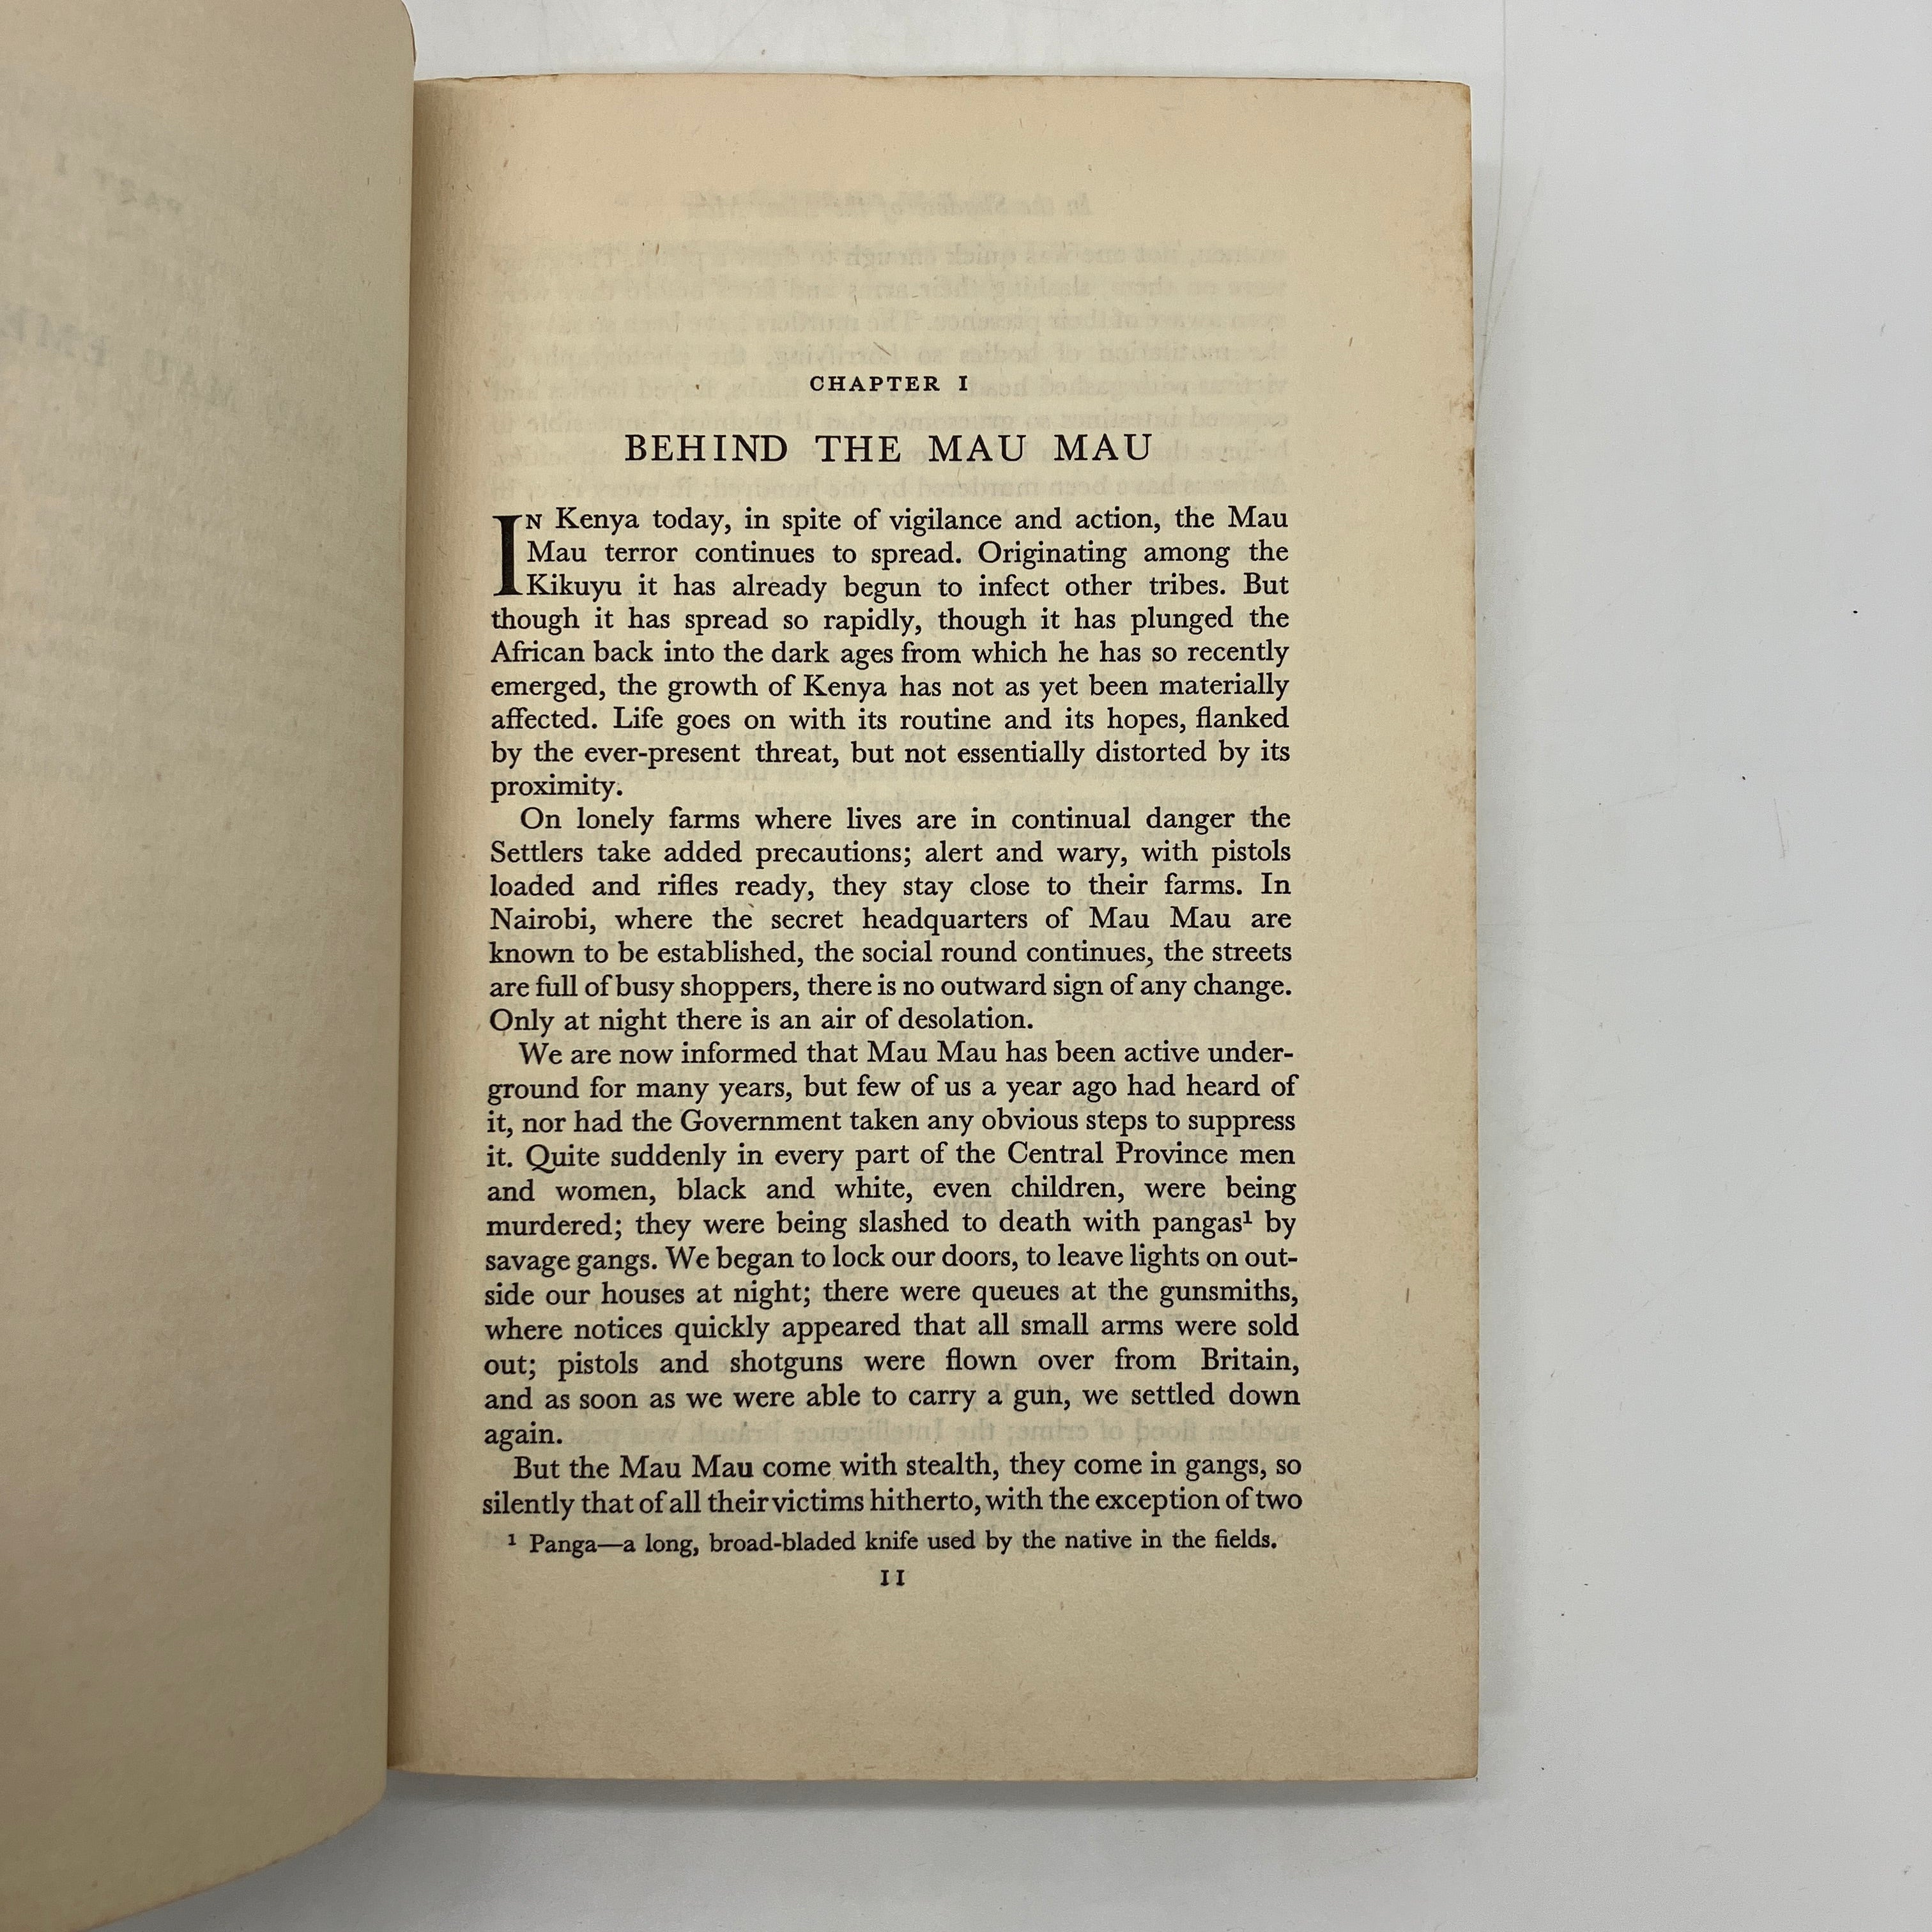 CHAPTER I
BEHIND THE MAU MAU
IN Kenya today, in spite of vigilance and action, the Mau
Mau terror continues to spread. Originating among the
Kikuyu it has already begun to infect other tribes. But
though it has spread so rapidly, though it has plunged the
African back into the dark ages from which he has so recently
emerged, the growth of Kenya has not as yet been materially
affected. Life goes on with its routine and its hopes, flanked
by the ever-present threat, but not essentially distorted by its
proximity.
On lonely farms where lives are in continual danger the
Settlers take added precautions; alert and wary, with pistols
loaded and rifles ready, they stay close to their farms. In
Nairobi, where the secret headquarters of Mau Mau are
known to be established, the social round continues, the streets
are full of busy shoppers, there is no outward sign of any change.
Only at night there is an air of desolation.
We are now informed that Mau Mau has been active under-
ground for many years, but few of us a year ago had heard of
it, nor had the Government taken any obvious steps to suppress
it. Quite suddenly in every part of the Central Province men
and women, black and white, even children, were being
murdered; they were being slashed to death with pangas¹ by
savage gangs. We began to lock our doors, to leave lights on out-
side our houses at night; there were queues at the gunsmiths,
where notices quickly appeared that all small arms were sold
out; pistols and shotguns were flown over from Britain,
and as soon as we were able to carry a gun, we settled down
again.
But the Mau Mau come with stealth, they come in gangs, so
silently that of all their victims hitherto, with the exception of two
¹ Panga—a long, broad-bladed knife used by the native in the fields.
11